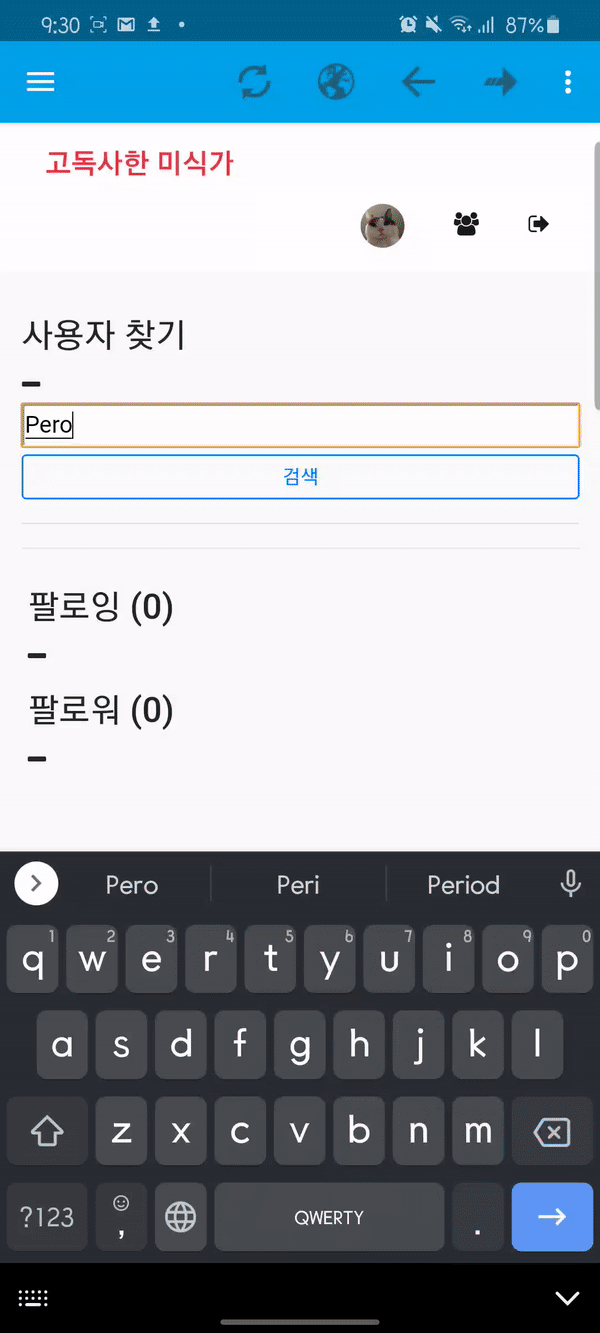 9:30 87%
고독사한 미식가
사용자 찾기
Pero
검색
팔로잉 (0)
팔로워 (0)
Pero Peri Period
1 2 3 4 5 6 7 8 9 0
q w e r t y u i o p
a s d f g h j k l
z x c v b n m
?123 , QWERTY .